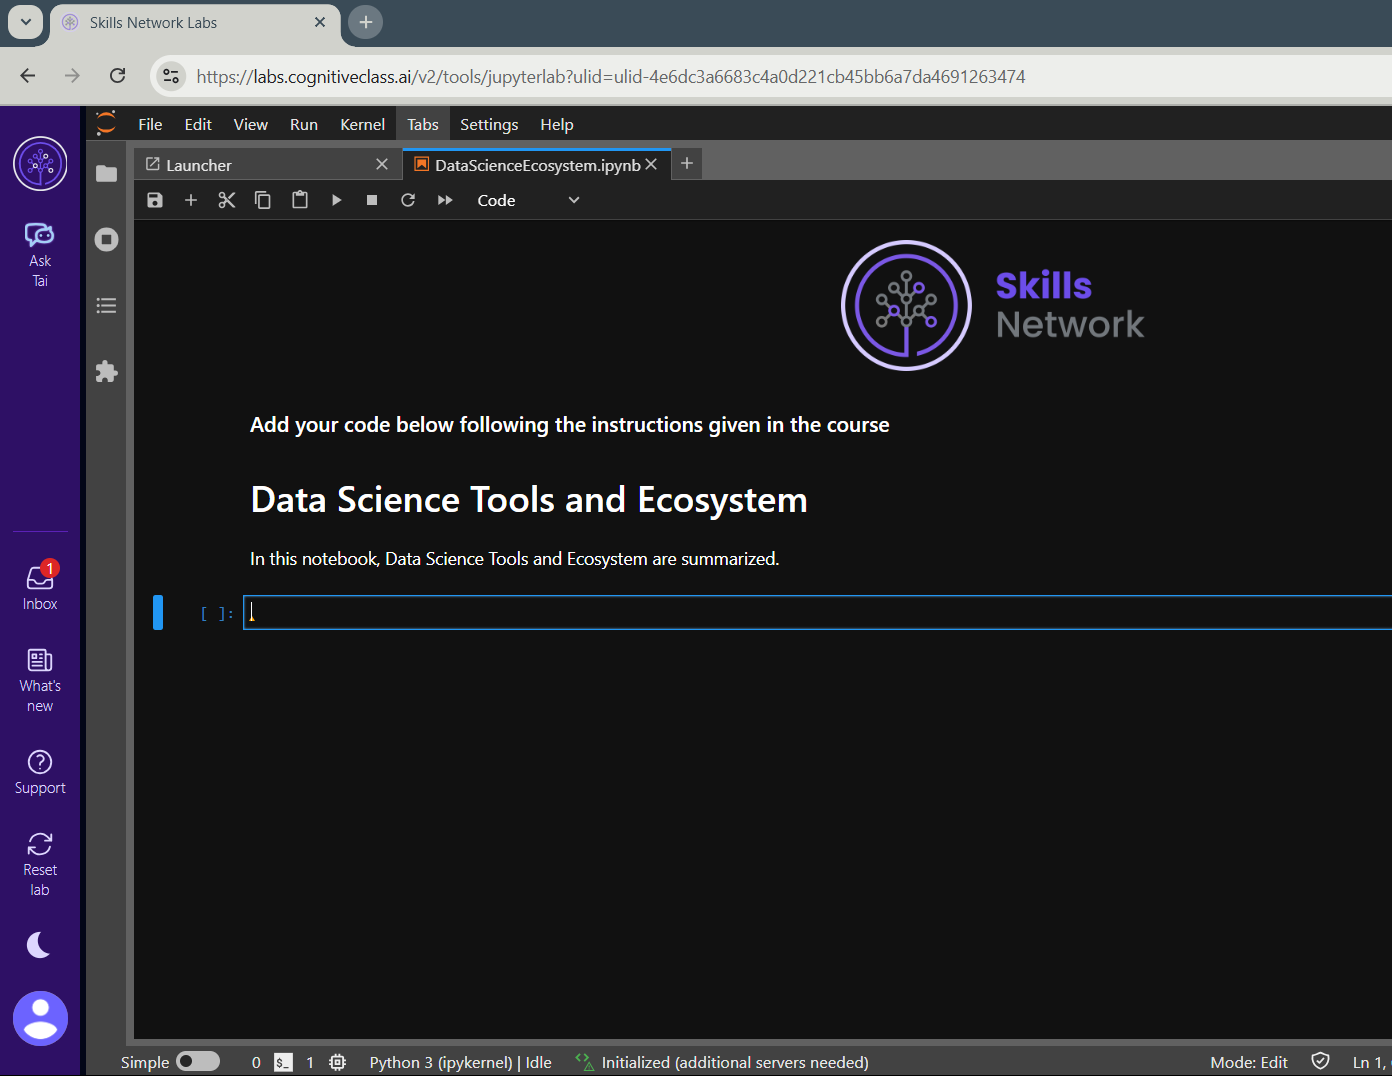 Skills Network Labs
https://labs.cognitiveclass.ai/v2/tools/jupyterlab?ulid=ulid-4e6dc3a6683c4a0d221cb45bb6a7da4691263474
File Edit View Run Kernel Tabs Settings Help
Launcher DataScienceEcosystem.ipynb
Code
Ask
Tai
Skills
Network
Add your code below following the instructions given in the course
Data Science Tools and Ecosystem
In this notebook, Data Science Tools and Ecosystem are summarized.
[ ]:
1
Inbox
What's
new
Support
Reset
lab
Simple 0 $_ 1 Python 3 (ipykernel) | Idle Initialized (additional servers needed) Mode: Edit Ln 1,